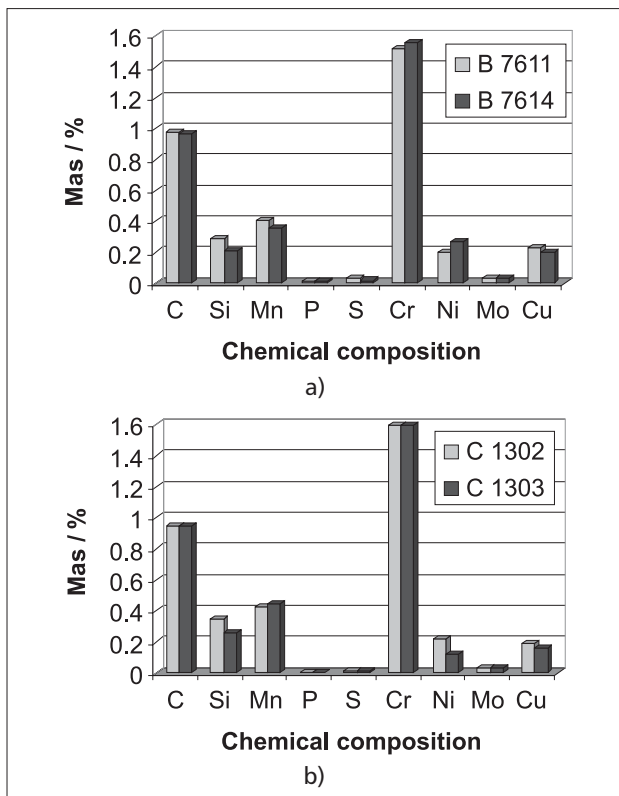 1.6
1.4
1.2
1
0.8
0.6
0.4
0.2
0
Mas / %
B 7611
B 7614
C Si Mn P S Cr Ni Mo Cu
Chemical composition
a)
1.6
1.4
1.2
1
0.8
0.6
0.4
0.2
0
Mas / %
C 1302
C 1303
C Si Mn P S Cr Ni Mo Cu
Chemical composition
b)